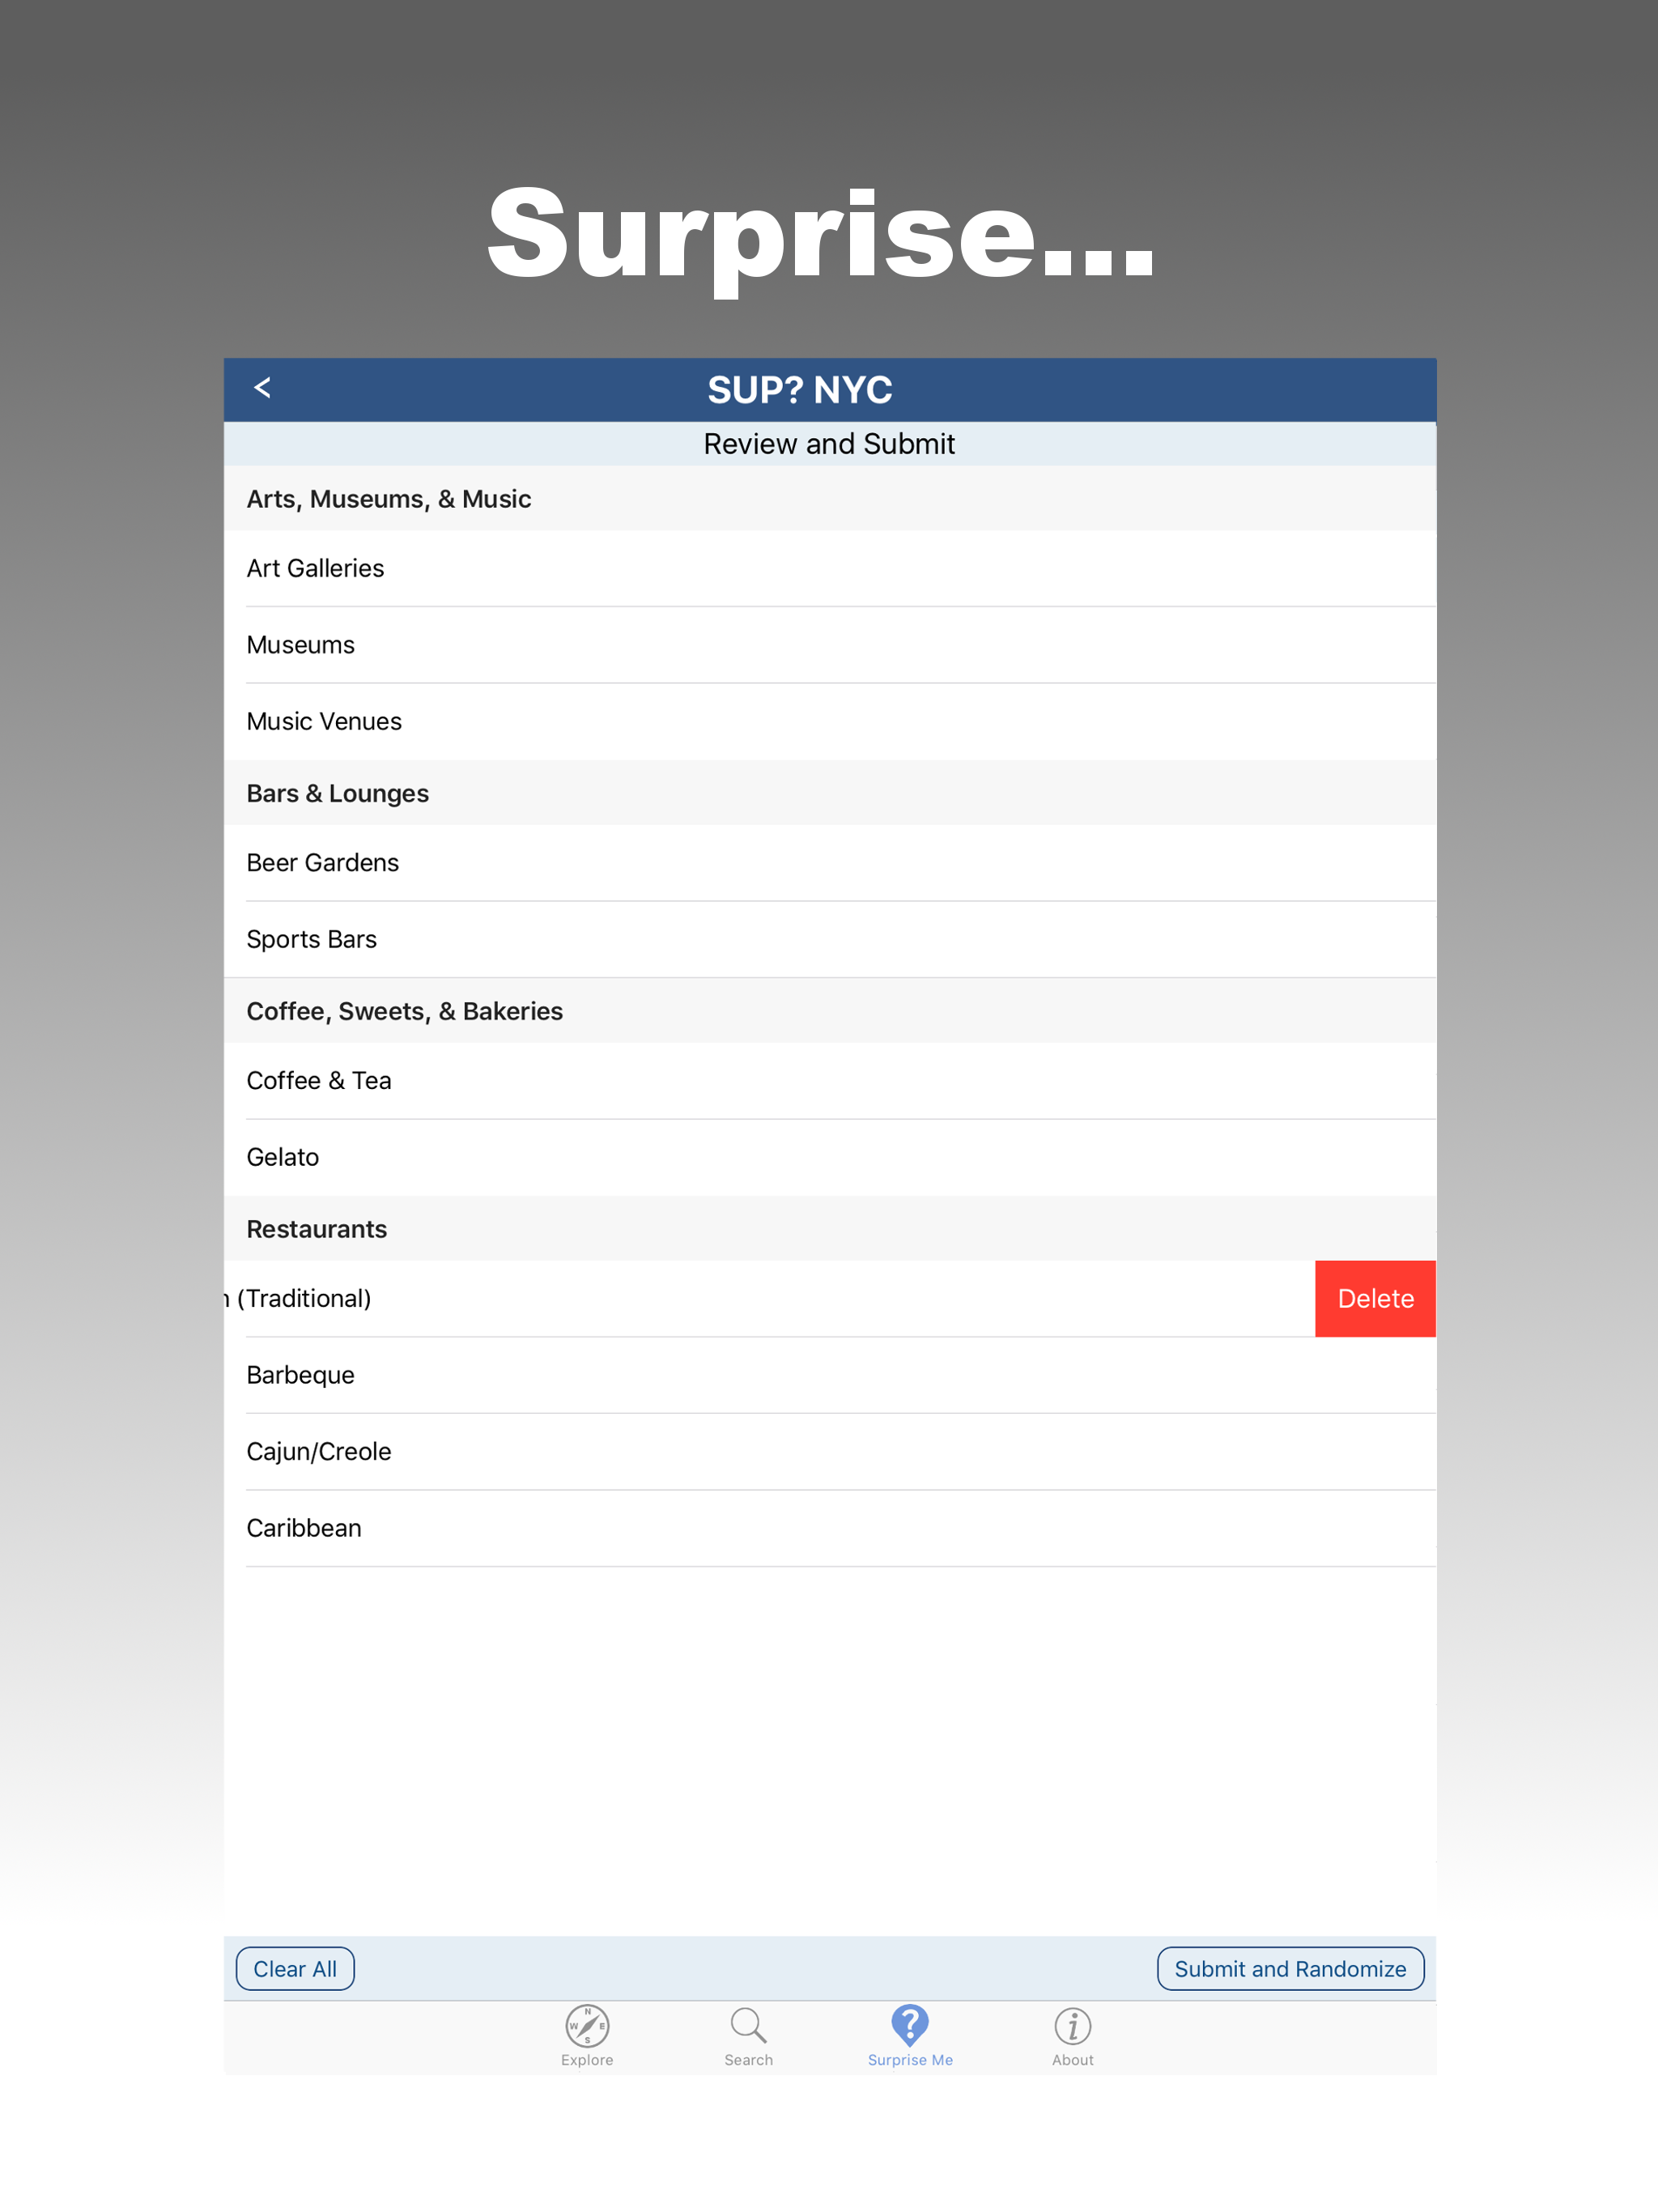 Surprise...
<
SUP? NYC
Review and Submit
Arts, Museums, & Music
Art Galleries
Museums
Music Venues
Bars & Lounges
Beer Gardens
Sports Bars
Coffee, Sweets, & Bakeries
Coffee & Tea
Gelato
Restaurants
(Traditional)
Delete
Barbeque
Cajun/Creole
Caribbean
Clear All
Submit and Randomize
N
W E
S
?
i
Explore
Search
Surprise Me
About